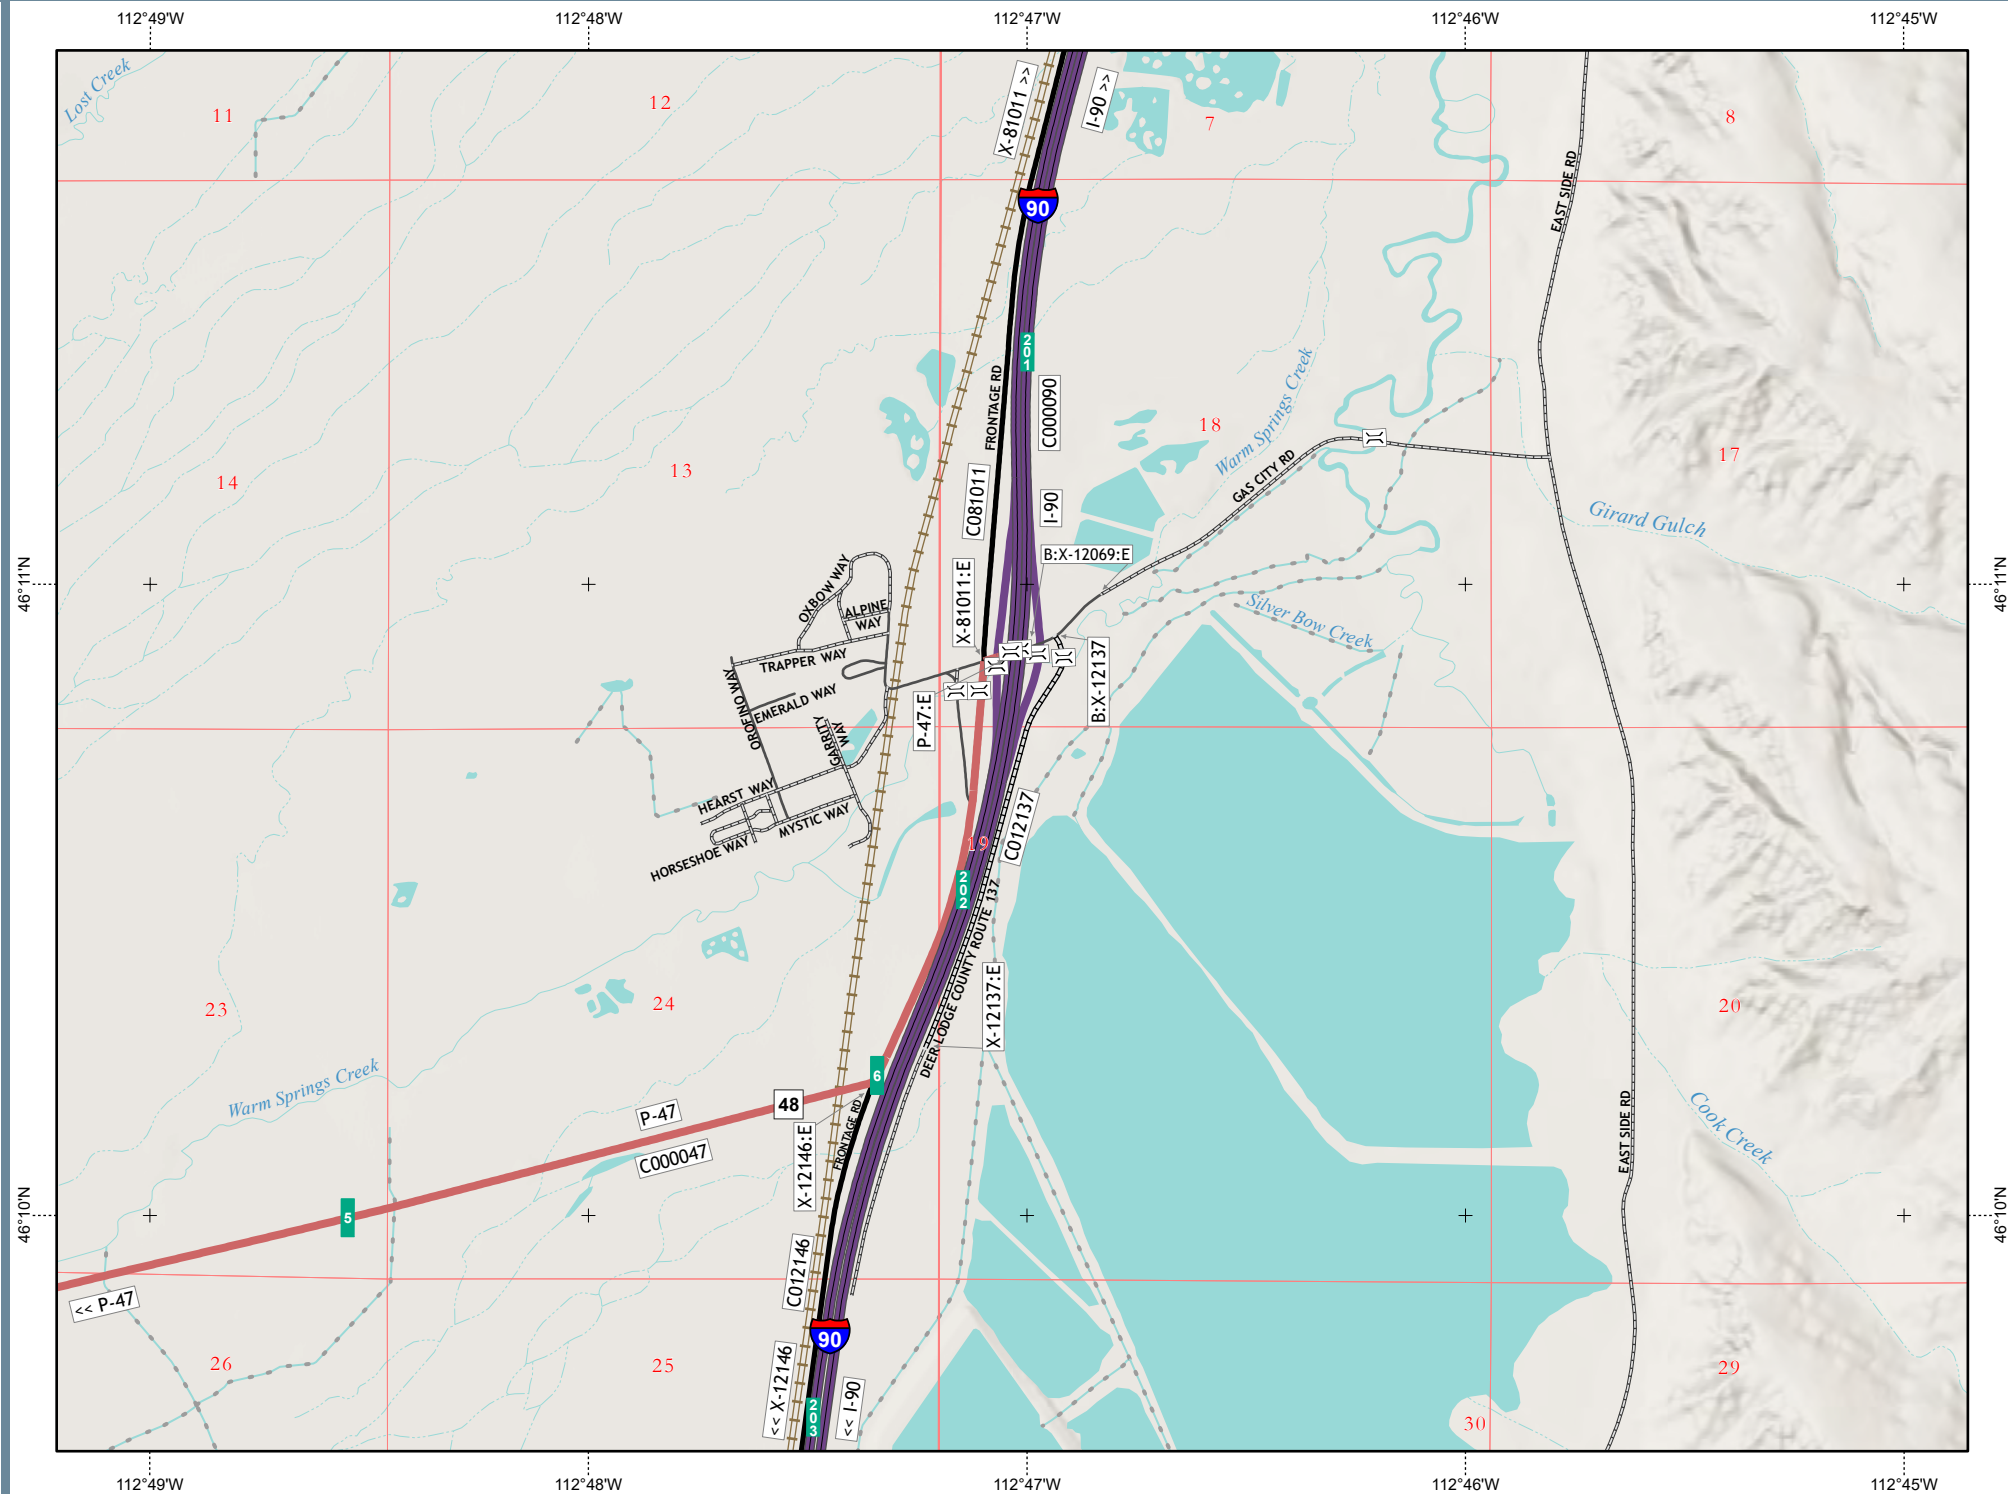 112°49'W
112°48'W
112°47'W
112°46'W
112°45'W
Lost Creek
11
12
X-81011 >>
I-90 >>
7
8
90
EAST SIDE RD
201
FRONTAGE RD
C000090
Warm Springs Creek
18
17
14
13
GAS CITY RD
C081011
I-90
Girard Gulch
46°11'N
46°11'N
B:X-12069:E
OXBOW WAY
X-81011:E
ALPINE
WAY
Silver Bow Creek
TRAPPER WAY
B:X-12137
OROFINO WAY
EMERALD WAY
P-47:E
GARRITY
WAY
HEARST WAY
MYSTIC WAY
HORSESHOE WAY
C012137
19
202
DEER LODGE COUNTY ROUTE 137
X-12137:E
23
24
20
6
Warm Springs Creek
48
P-47
FRONTAGE RD
C000047
X-12146:E
EAST SIDE RD
Cook Creek
46°10'N
46°10'N
5
C012146
<< P-47
90
26
25
29
<< X-12146
<< I-90
203
30
112°49'W
112°48'W
112°47'W
112°46'W
112°45'W